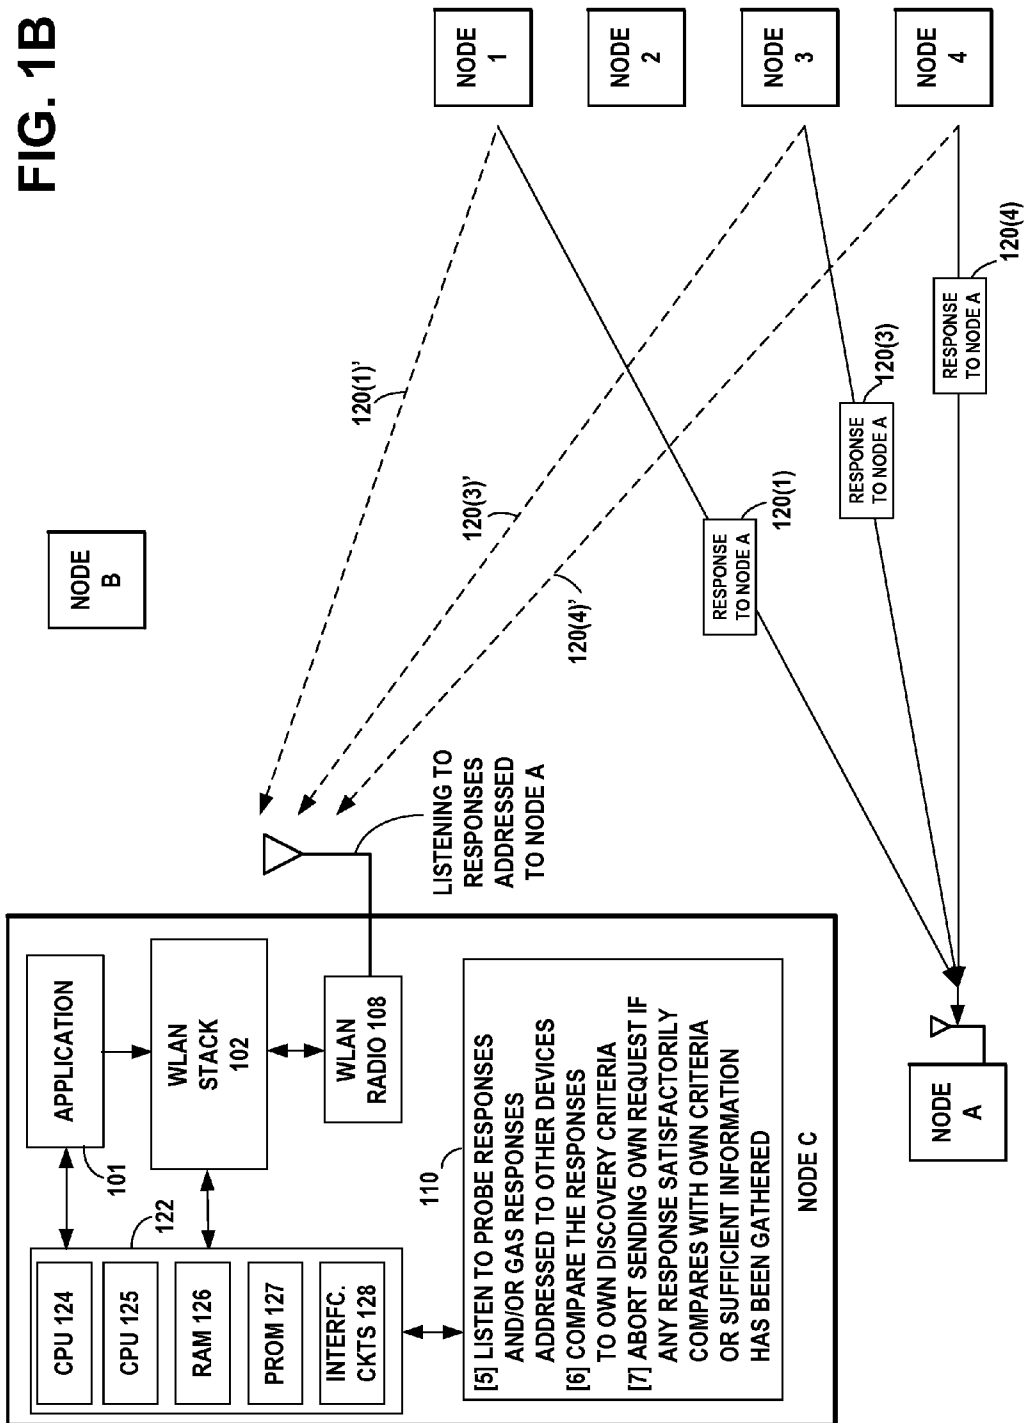 FIG. 1B
NODE
1
NODE
2
NODE
3
NODE
4
NODE
B
120(1)'
120(3)'
120(4)'
RESPONSE
TO NODE A
120(1)
RESPONSE
TO NODE A
120(3)
RESPONSE
TO NODE A
120(4)
LISTENING TO
RESPONSES
ADDRESSED
TO NODE A
APPLICATION
101
WLAN
STACK
102
WLAN
RADIO 108
122
CPU 124
CPU 125
RAM 126
PROM 127
INTERFC.
CKTS 128
110
[5] LISTEN TO PROBE RESPONSES
AND/OR GAS RESPONSES
ADDRESSED TO OTHER DEVICES
[6] COMPARE THE RESPONSES
TO OWN DISCOVERY CRITERIA
[7] ABORT SENDING OWN REQUEST IF
ANY RESPONSE SATISFACTORILY
COMPARES WITH OWN CRITERIA
OR SUFFICIENT INFORMATION
HAS BEEN GATHERED
NODE C
NODE
A